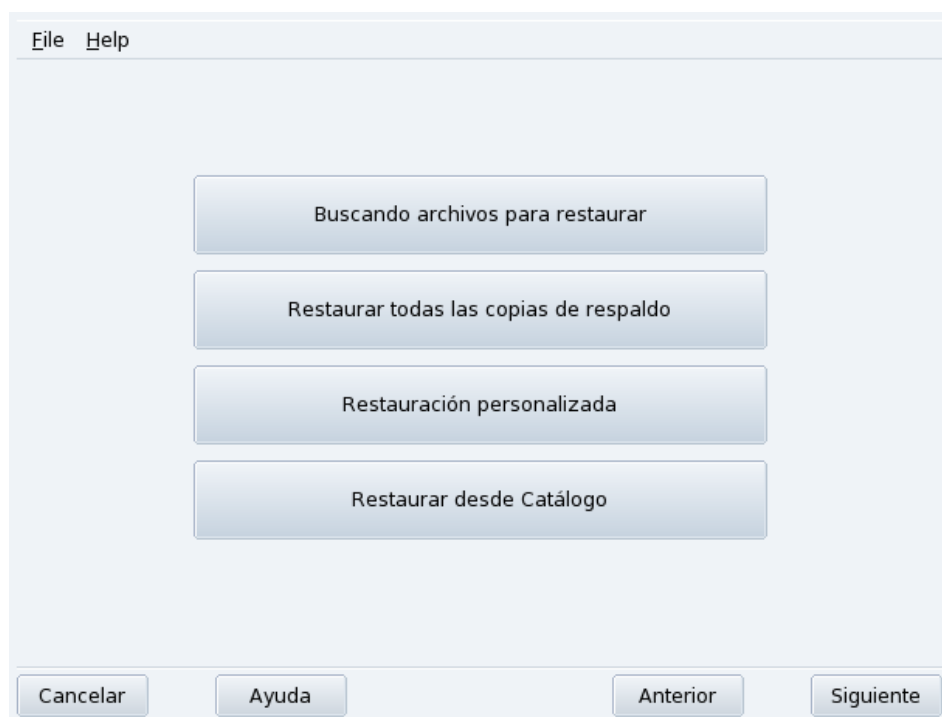 File Help
Buscando archivos para restaurar
Restaurar todas las copias de respaldo
Restauración personalizada
Restaurar desde Catálogo
Cancelar Ayuda Anterior Siguiente